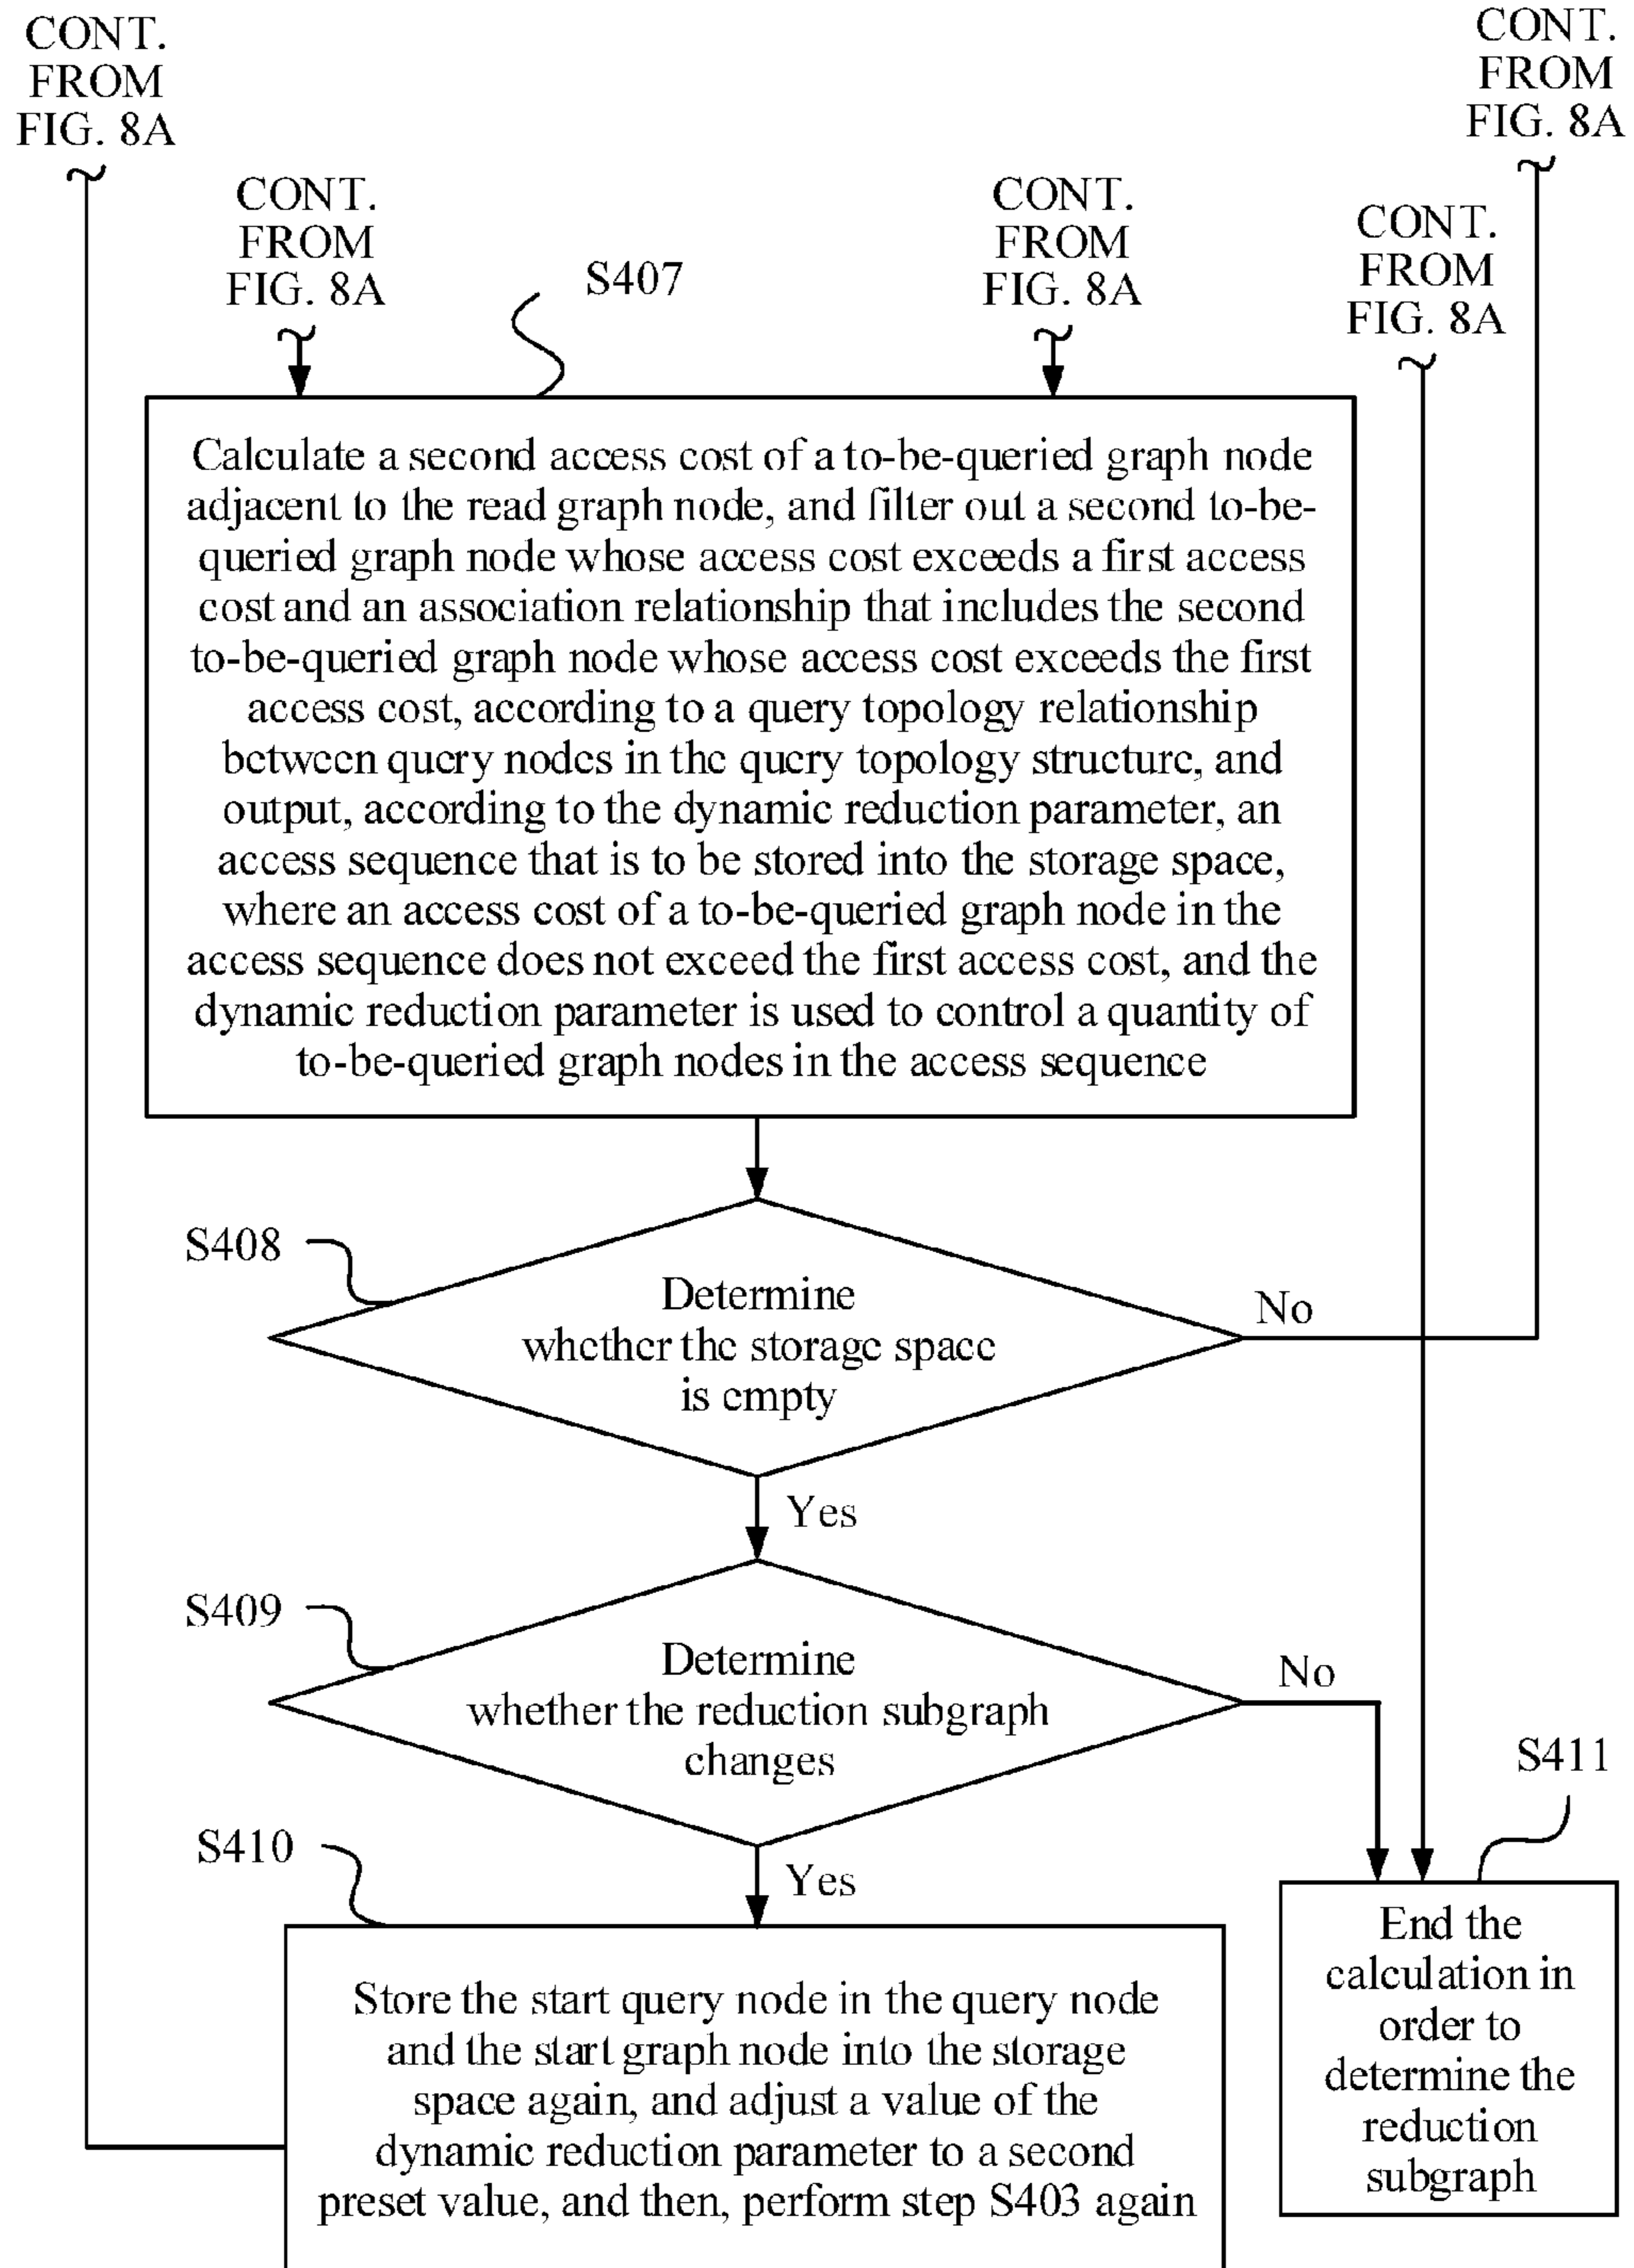 CONT.
FROM
FIG. 8A
CONT.
FROM
FIG. 8A
CONT.
FROM
FIG. 8A
CONT.
FROM
FIG. 8A
CONT.
FROM
FIG. 8A
S407
Calculate a second access cost of a to-be-queried graph node
adjacent to the read graph node, and filter out a second to-be-
queried graph node whose access cost exceeds a first access
cost and an association relationship that includes the second
to-be-queried graph node whose access cost exceeds the first
access cost, according to a query topology relationship
between query nodes in the query topology structure, and
output, according to the dynamic reduction parameter, an
access sequence that is to be stored into the storage space,
where an access cost of a to-be-queried graph node in the
access sequence does not exceed the first access cost, and the
dynamic reduction parameter is used to control a quantity of
to-be-queried graph nodes in the access sequence
S408
Determine
whether the storage space
is empty
No
Yes
S409
Determine
whether the reduction subgraph
changes
No
Yes
S410
Store the start query node in the query node
and the start graph node into the storage
space again, and adjust a value of the
dynamic reduction parameter to a second
preset value, and then, perform step S403 again
S411
End the
calculation in
order to
determine the
reduction
subgraph